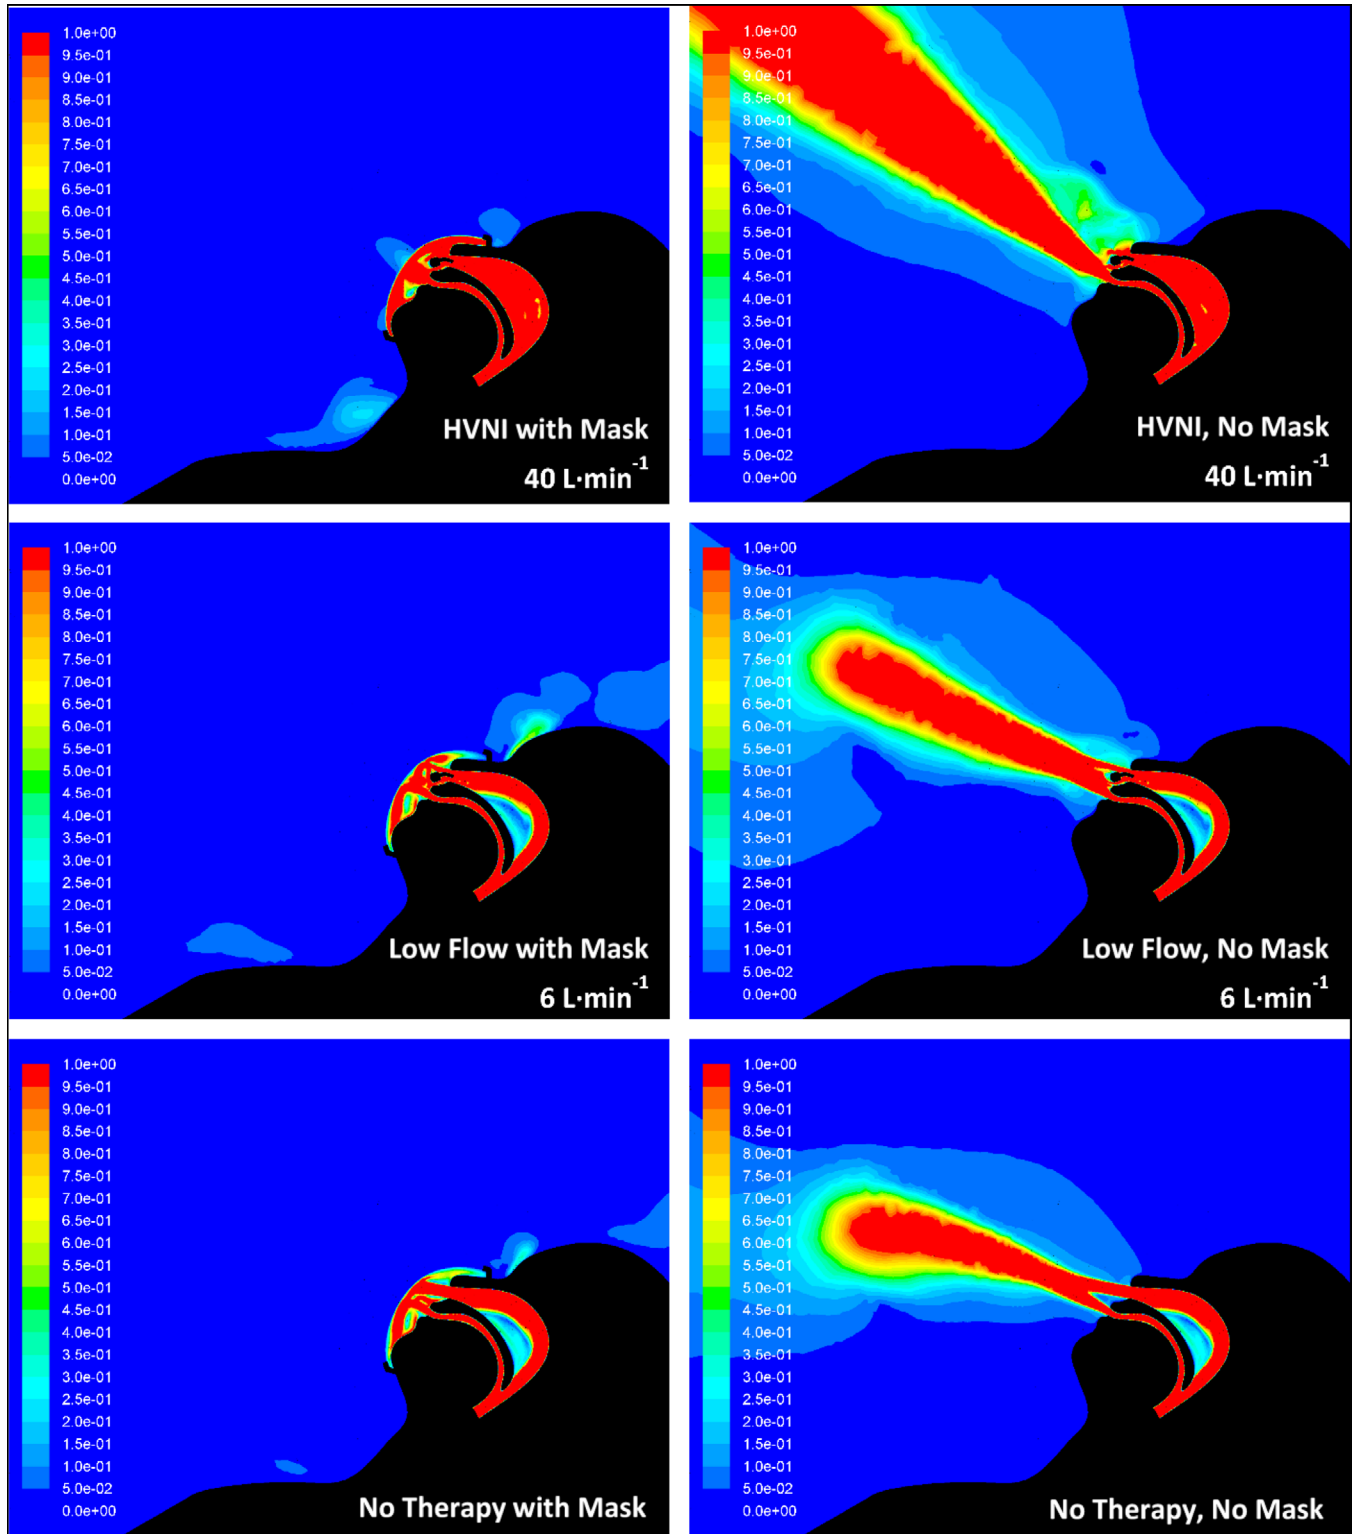 1.0e+00
9.5e-01
9.0e-01
8.5e-01
8.0e-01
7.5e-01
7.0e-01
6.5e-01
6.0e-01
5.5e-01
5.0e-01
4.5e-01
4.0e-01
3.5e-01
3.0e-01
2.5e-01
2.0e-01
1.5e-01
1.0e-01
5.0e-02
0.0e+00
HVNI with Mask
40 L·min⁻¹
1.0e+00
9.5e-01
9.0e-01
8.5e-01
8.0e-01
7.5e-01
7.0e-01
6.5e-01
6.0e-01
5.5e-01
5.0e-01
4.5e-01
4.0e-01
3.5e-01
3.0e-01
2.5e-01
2.0e-01
1.5e-01
1.0e-01
5.0e-02
0.0e+00
HVNI, No Mask
40 L·min⁻¹
1.0e+00
9.5e-01
9.0e-01
8.5e-01
8.0e-01
7.5e-01
7.0e-01
6.5e-01
6.0e-01
5.5e-01
5.0e-01
4.5e-01
4.0e-01
3.5e-01
3.0e-01
2.5e-01
2.0e-01
1.5e-01
1.0e-01
5.0e-02
0.0e+00
Low Flow with Mask
6 L·min⁻¹
1.0e+00
9.5e-01
9.0e-01
8.5e-01
8.0e-01
7.5e-01
7.0e-01
6.5e-01
6.0e-01
5.5e-01
5.0e-01
4.5e-01
4.0e-01
3.5e-01
3.0e-01
2.5e-01
2.0e-01
1.5e-01
1.0e-01
5.0e-02
0.0e+00
Low Flow, No Mask
6 L·min⁻¹
1.0e+00
9.5e-01
9.0e-01
8.5e-01
8.0e-01
7.5e-01
7.0e-01
6.5e-01
6.0e-01
5.5e-01
5.0e-01
4.5e-01
4.0e-01
3.5e-01
3.0e-01
2.5e-01
2.0e-01
1.5e-01
1.0e-01
5.0e-02
0.0e+00
No Therapy with Mask
1.0e+00
9.5e-01
9.0e-01
8.5e-01
8.0e-01
7.5e-01
7.0e-01
6.5e-01
6.0e-01
5.5e-01
5.0e-01
4.5e-01
4.0e-01
3.5e-01
3.0e-01
2.5e-01
2.0e-01
1.5e-01
1.0e-01
5.0e-02
0.0e+00
No Therapy, No Mask